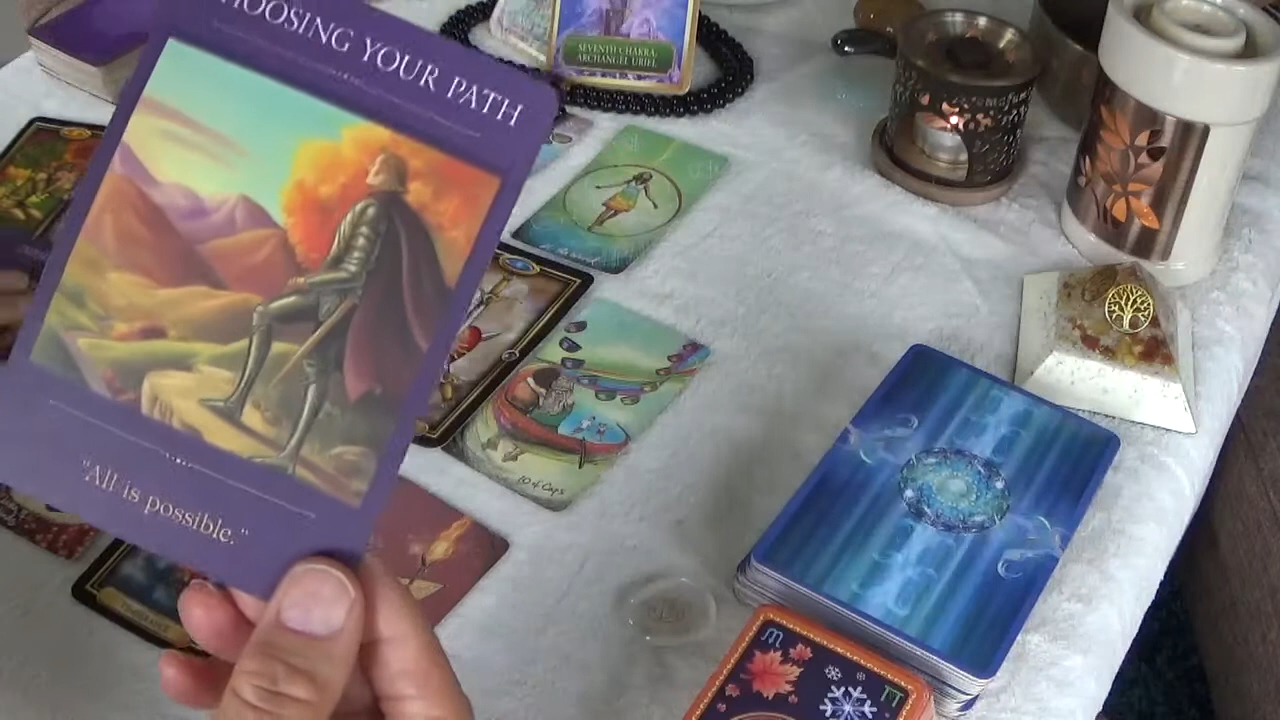 HOOSING YOUR PATH
"All is possible."
SEVENTH CHAKRA,
ARCHANGEL URIEL
10 of Cups